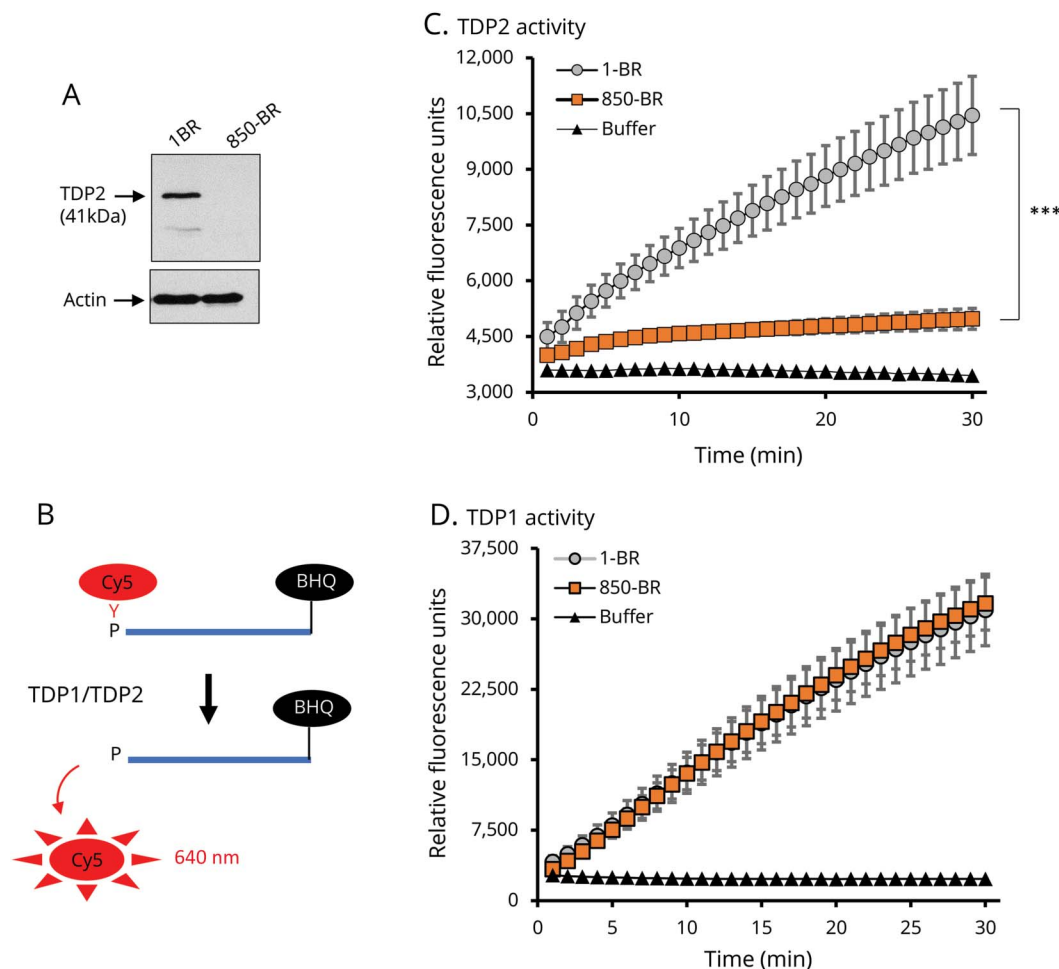 A
1BR
850-BR
TDP2
(41kDa)
Actin
B
Cy5
Y
P
BHQ
TDP1/TDP2
BHQ
P
Cy5
640 nm
C. TDP2 activity
12,000
10,500
9,000
7,500
6,000
4,500
3,000
Relative fluorescence units
1-BR
850-BR
Buffer
***
0
10
20
30
Time (min)
D. TDP1 activity
37,500
30,000
22,500
15,000
7,500
0
Relative fluorescence units
1-BR
850-BR
Buffer
0
5
10
15
20
25
30
Time (min)